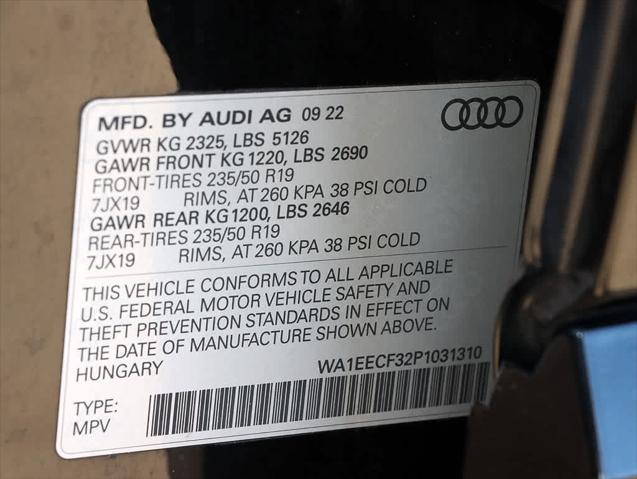 MFD. BY AUDI AG 09 22
GVWR KG 2325, LBS 5126
GAWR FRONT KG 1220, LBS 2690
FRONT-TIRES 235/50 R19
7JX19 RIMS, AT 260 KPA 38 PSI COLD
GAWR REAR KG 1200, LBS 2646
REAR-TIRES 235/50 R19
7JX19 RIMS, AT 260 KPA 38 PSI COLD
THIS VEHICLE CONFORMS TO ALL APPLICABLE
U.S. FEDERAL MOTOR VEHICLE SAFETY AND
THEFT PREVENTION STANDARDS IN EFFECT ON
THE DATE OF MANUFACTURE SHOWN ABOVE.
HUNGARY WA1EECF32P1031310
TYPE:
MPV